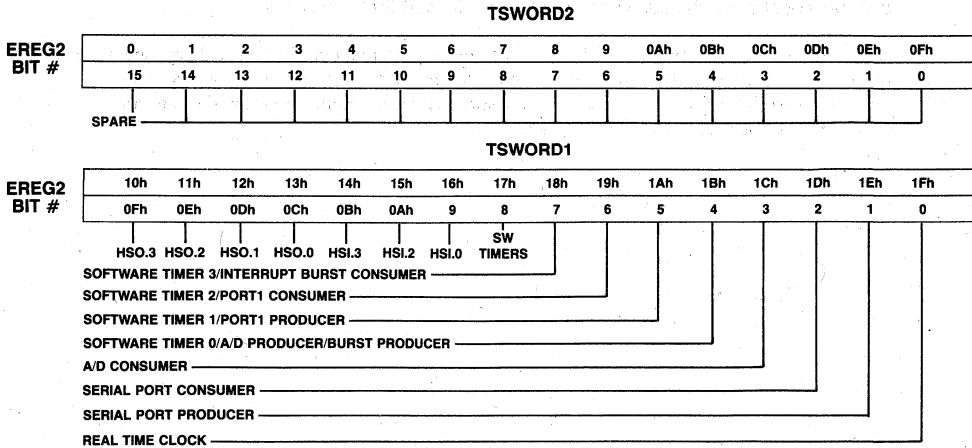 TSWORD2
EREG2 0 1 2 3 4 5 6 7 8 9 0Ah 0Bh 0Ch 0Dh 0Eh 0Fh
BIT # 15 14 13 12 11 10 9 8 7 6 5 4 3 2 1 0
SPARE
TSWORD1
EREG2 10h 11h 12h 13h 14h 15h 16h 17h 18h 19h 1Ah 1Bh 1Ch 1Dh 1Eh 1Fh
BIT # 0Fh 0Eh 0Dh 0Ch 0Bh 0Ah 9 8 7 6 5 4 3 2 1 0
HSO.3 HSO.2 HSO.1 HSO.0 HSI.3 HSI.2 HSI.0 SW
TIMERS
SOFTWARE TIMER 3/INTERRUPT BURST CONSUMER
SOFTWARE TIMER 2/PORT1 CONSUMER
SOFTWARE TIMER 1/PORT1 PRODUCER
SOFTWARE TIMER 0/A/D PRODUCER/BURST PRODUCER
A/D CONSUMER
SERIAL PORT CONSUMER
SERIAL PORT PRODUCER
REAL TIME CLOCK